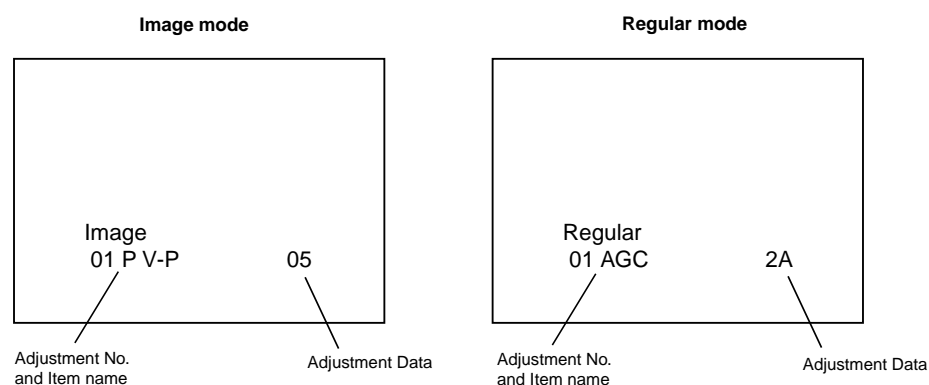 Image mode
Image
01 P V-P 05
Adjustment No.
and Item name
Adjustment Data
Regular mode
Regular
01 AGC 2A
Adjustment No.
and Item name
Adjustment Data